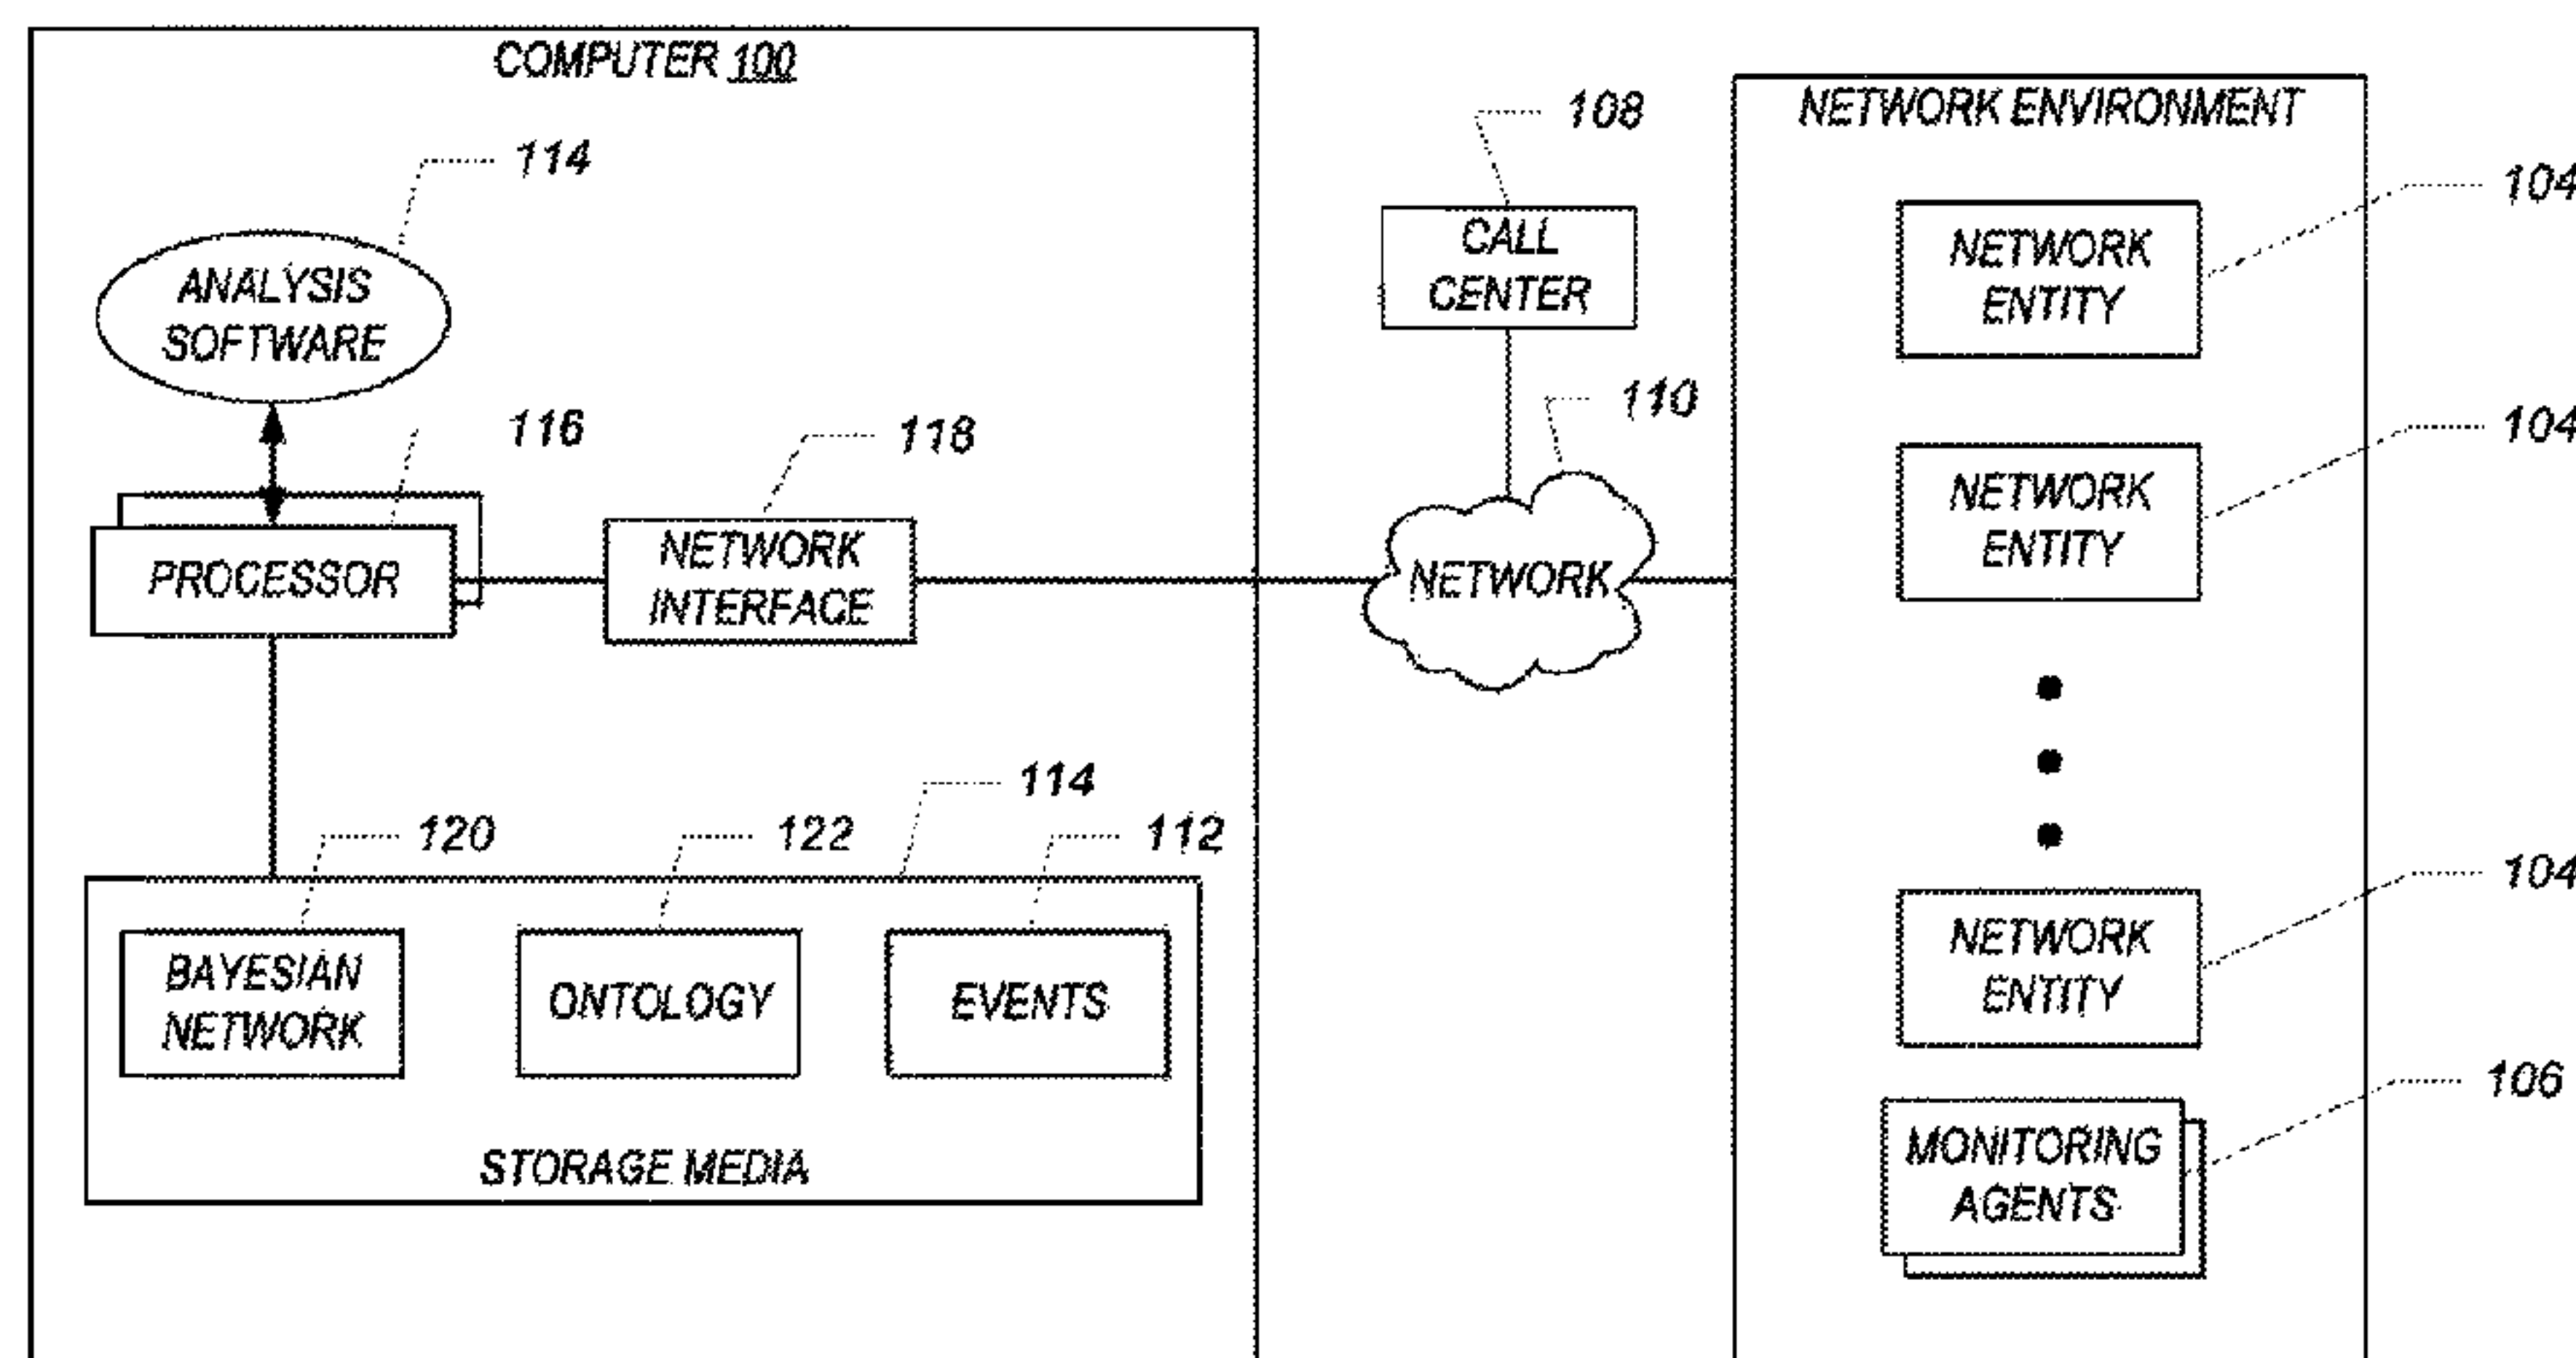 COMPUTER 100
114
ANALYSIS
SOFTWARE
116
PROCESSOR
118
NETWORK
INTERFACE
114
120
122
112
BAYESIAN
NETWORK
ONTOLOGY
EVENTS
STORAGE MEDIA
108
CALL
CENTER
110
NETWORK
NETWORK ENVIRONMENT
104
NETWORK
ENTITY
104
NETWORK
ENTITY
104
NETWORK
ENTITY
106
MONITORING
AGENTS